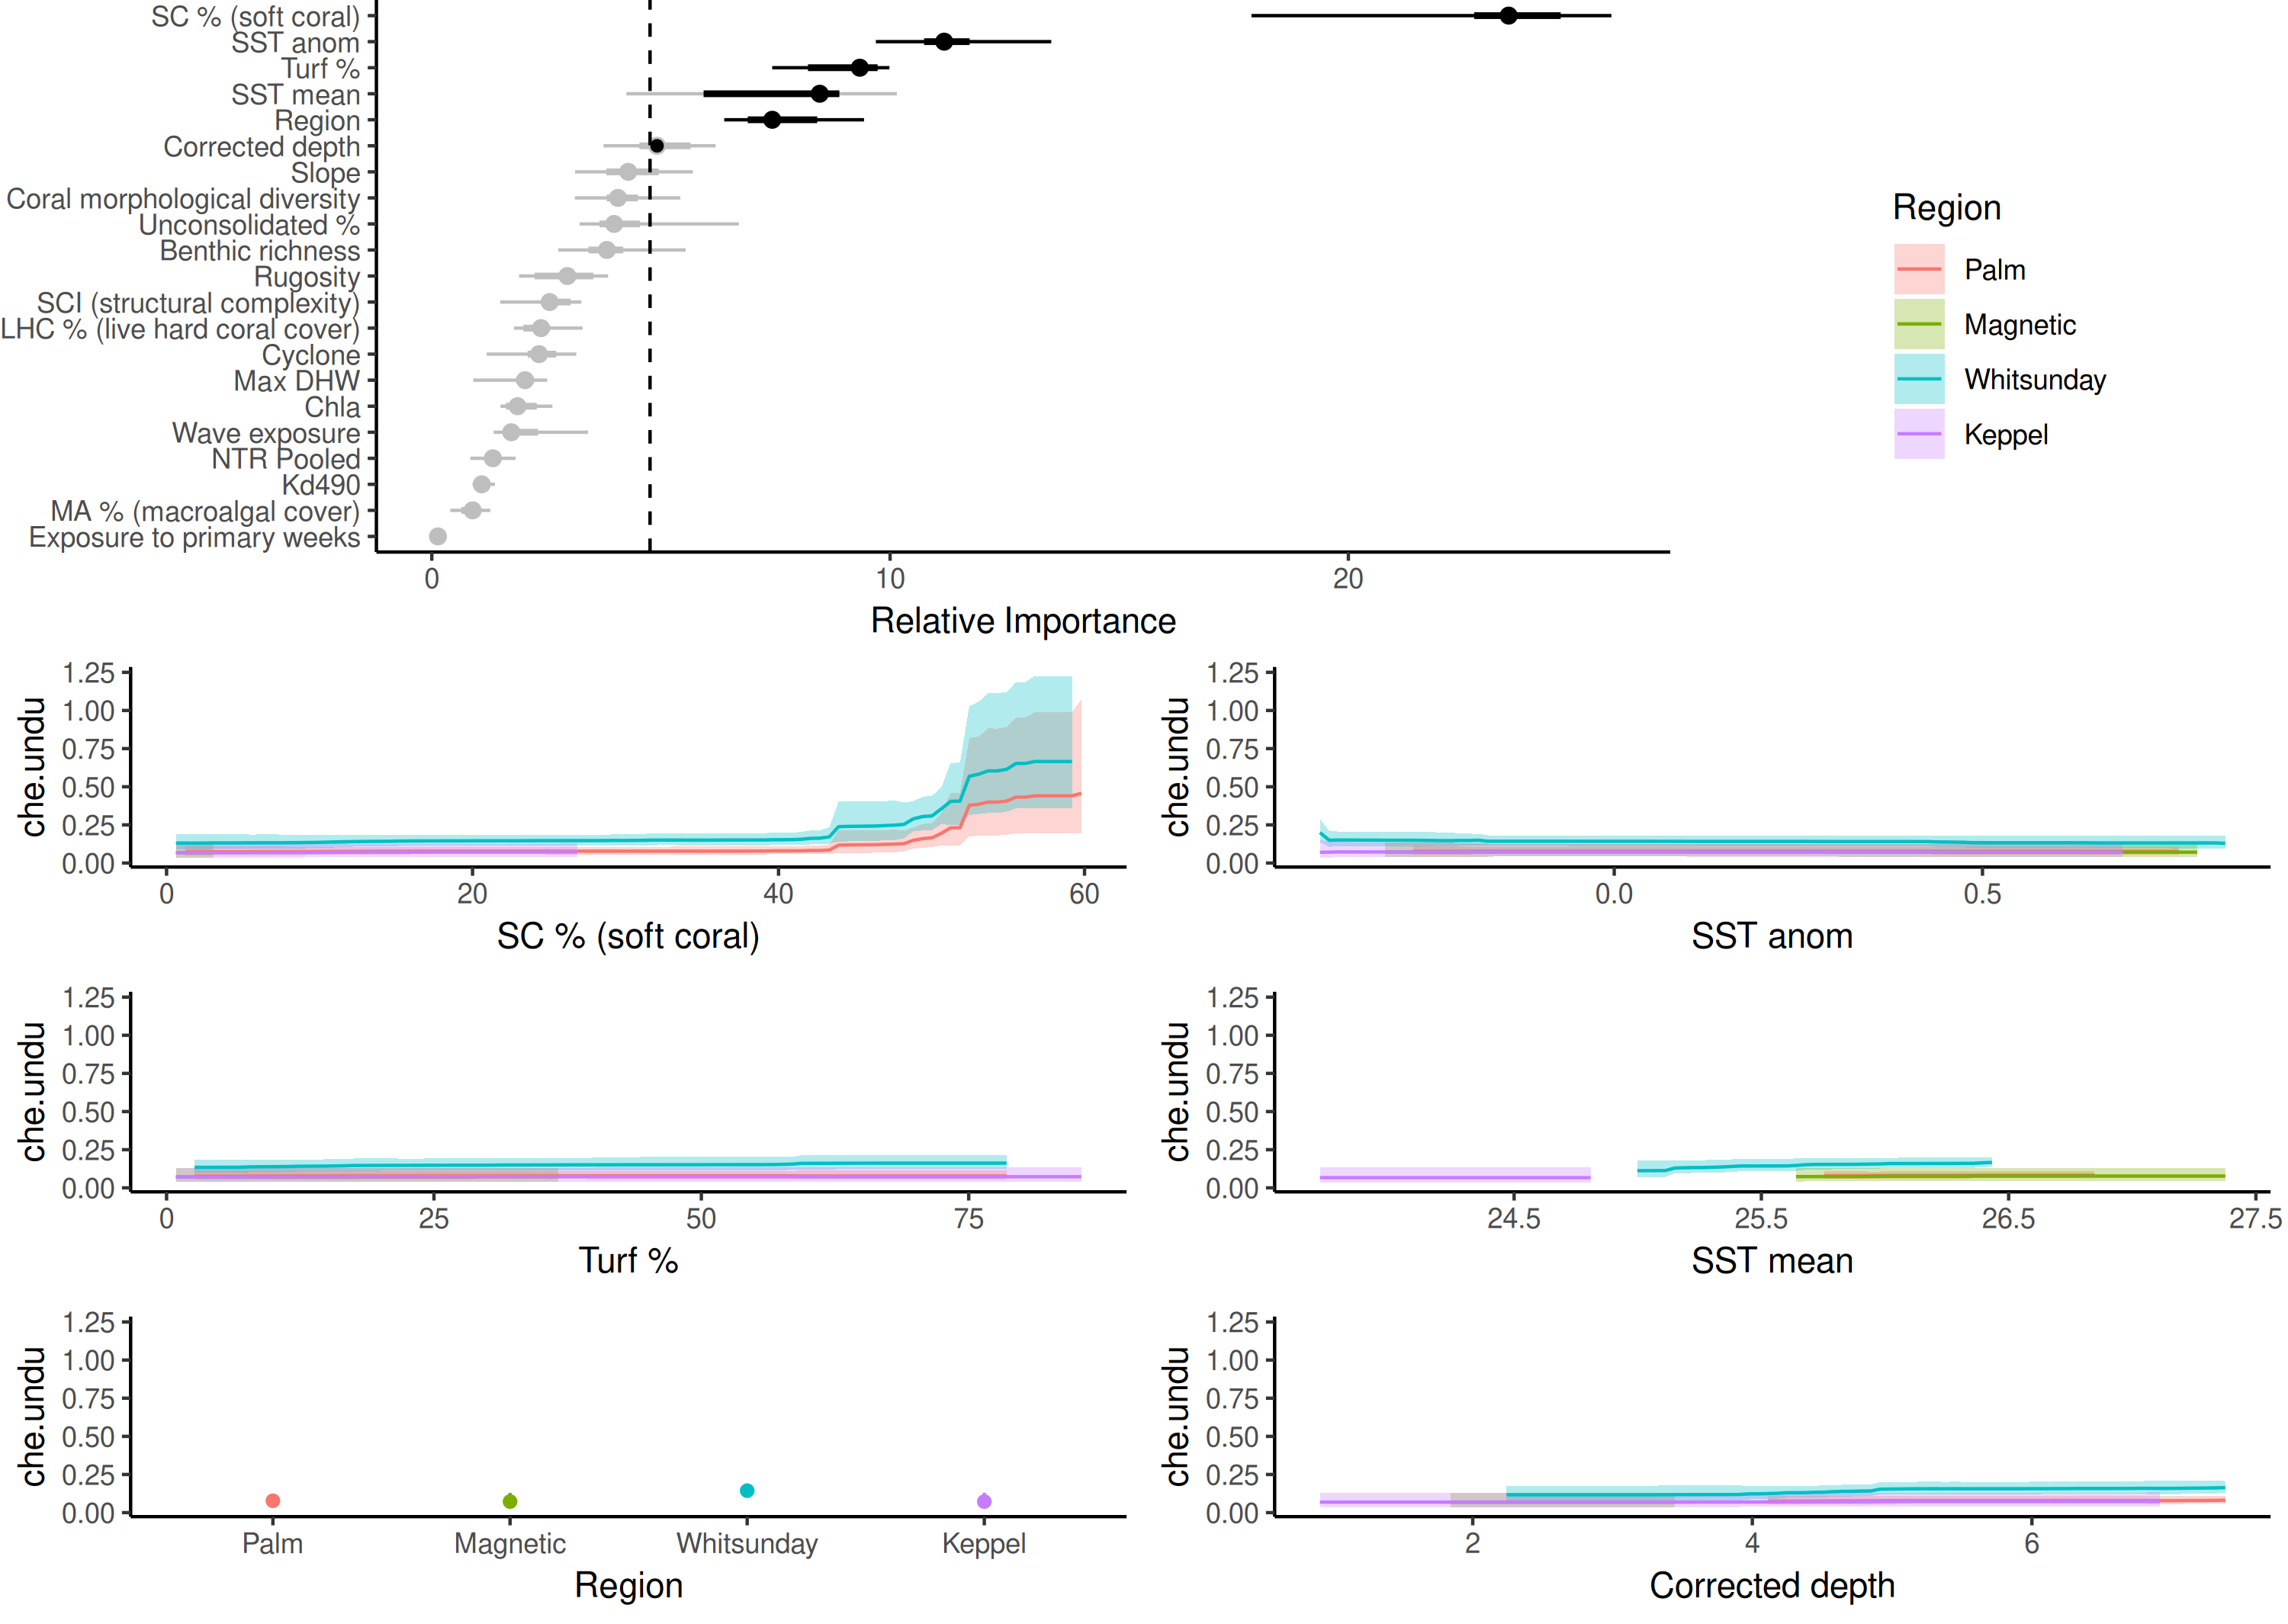 SC % (soft coral)
SST anom
Turf %
SST mean
Region
Corrected depth
Slope
Coral morphological diversity
Unconsolidated %
Benthic richness
Rugosity
SCI (structural complexity)
LHC % (live hard coral cover)
Cyclone
Max DHW
Chla
Wave exposure
NTR Pooled
Kd490
MA % (macroalgal cover)
Exposure to primary weeks
0 10 20
Relative Importance
Region
Palm
Magnetic
Whitsunday
Keppel
che.undu
1.25
1.00
0.75
0.50
0.25
0.00
0 20 40 60
SC % (soft coral)
che.undu
1.25
1.00
0.75
0.50
0.25
0.00
0.0 0.5
SST anom
che.undu
1.25
1.00
0.75
0.50
0.25
0.00
0 25 50 75
Turf %
che.undu
1.25
1.00
0.75
0.50
0.25
0.00
24.5 25.5 26.5 27.5
SST mean
che.undu
1.25
1.00
0.75
0.50
0.25
0.00
Palm Magnetic Whitsunday Keppel
Region
che.undu
1.25
1.00
0.75
0.50
0.25
0.00
2 4 6
Corrected depth